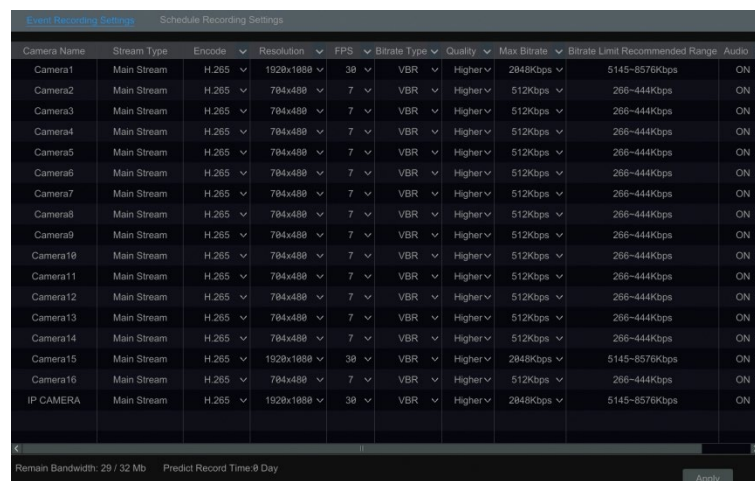 Event Recording Settings Schedule Recording Settings
Camera Name Stream Type Encode Resolution FPS Bitrate Type Quality Max Bitrate Bitrate Limit Recommended Range Audio
Camera1 Main Stream H.265 1920x1080 30 VBR Higher 2048Kbps 5145~8576Kbps ON
Camera2 Main Stream H.265 704x480 7 VBR Higher 512Kbps 266~444Kbps ON
Camera3 Main Stream H.265 704x480 7 VBR Higher 512Kbps 266~444Kbps ON
Camera4 Main Stream H.265 704x480 7 VBR Higher 512Kbps 266~444Kbps ON
Camera5 Main Stream H.265 704x480 7 VBR Higher 512Kbps 266~444Kbps ON
Camera6 Main Stream H.265 704x480 7 VBR Higher 512Kbps 266~444Kbps ON
Camera7 Main Stream H.265 704x480 7 VBR Higher 512Kbps 266~444Kbps ON
Camera8 Main Stream H.265 704x480 7 VBR Higher 512Kbps 266~444Kbps ON
Camera9 Main Stream H.265 704x480 7 VBR Higher 512Kbps 266~444Kbps ON
Camera10 Main Stream H.265 704x480 7 VBR Higher 512Kbps 266~444Kbps ON
Camera11 Main Stream H.265 704x480 7 VBR Higher 512Kbps 266~444Kbps ON
Camera12 Main Stream H.265 704x480 7 VBR Higher 512Kbps 266~444Kbps ON
Camera13 Main Stream H.265 704x480 7 VBR Higher 512Kbps 266~444Kbps ON
Camera14 Main Stream H.265 704x480 7 VBR Higher 512Kbps 266~444Kbps ON
Camera15 Main Stream H.265 1920x1080 30 VBR Higher 2048Kbps 5145~8576Kbps ON
Camera16 Main Stream H.265 704x480 7 VBR Higher 512Kbps 266~444Kbps ON
IP CAMERA Main Stream H.265 1920x1080 30 VBR Higher 2048Kbps 5145~8576Kbps ON
Remain Bandwidth: 29 / 32 Mb Predict Record Time:0 Day
Apply